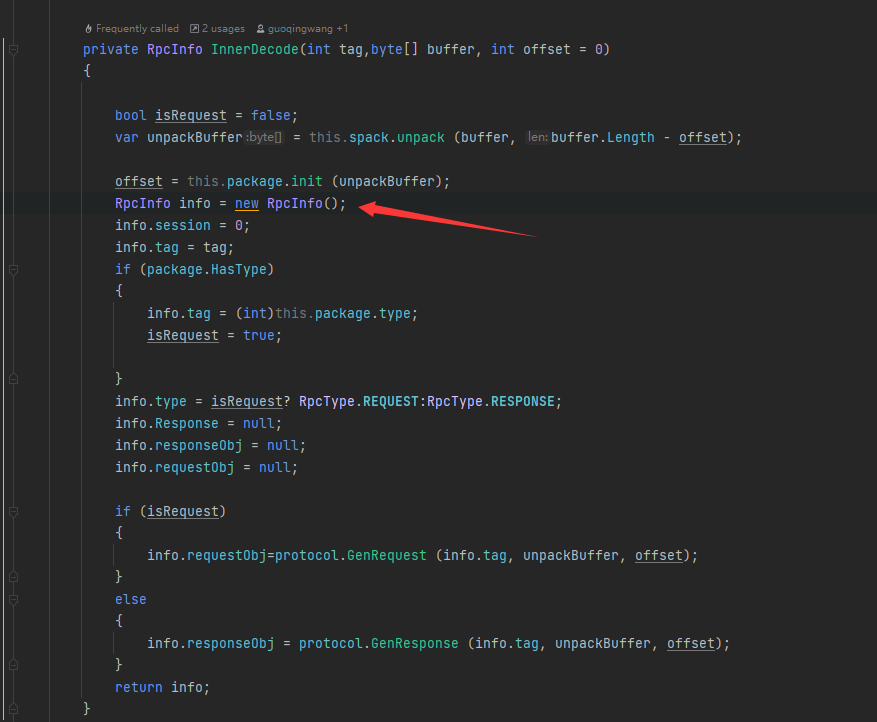 Frequently called 2 usages guoqingwang +1
private RpcInfo InnerDecode(int tag,byte[] buffer, int offset = 0)
{
bool isRequest = false;
var unpackBuffer :byte[] = this.spack.unpack (buffer, len: buffer.Length - offset);
offset = this.package.init (unpackBuffer);
RpcInfo info = new RpcInfo();
info.session = 0;
info.tag = tag;
if (package.HasType)
{
info.tag = (int)this.package.type;
isRequest = true;
}
info.type = isRequest? RpcType.REQUEST:RpcType.RESPONSE;
info.Response = null;
info.responseObj = null;
info.requestObj = null;
if (isRequest)
{
info.requestObj=protocol.GenRequest (info.tag, unpackBuffer, offset);
}
else
{
info.responseObj = protocol.GenResponse (info.tag, unpackBuffer, offset);
}
return info;
}